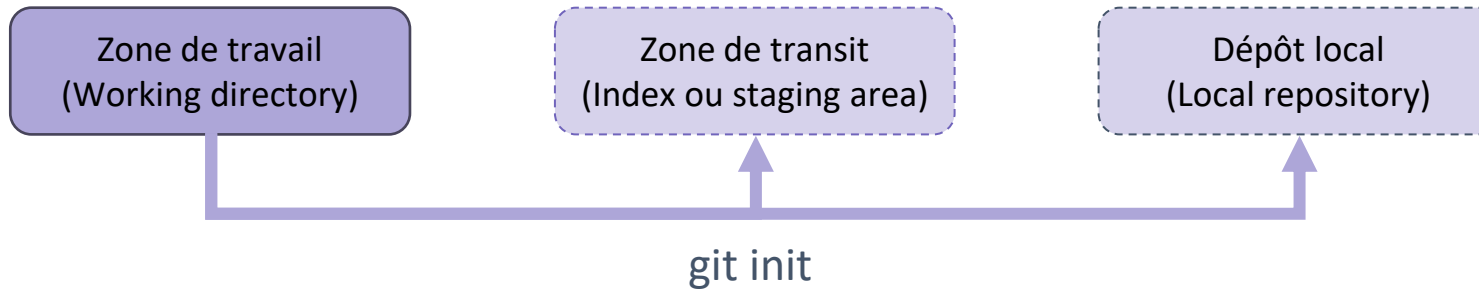 Zone de travail
(Working directory)
Zone de transit
(Index ou staging area)
Dépôt local
(Local repository)
git init